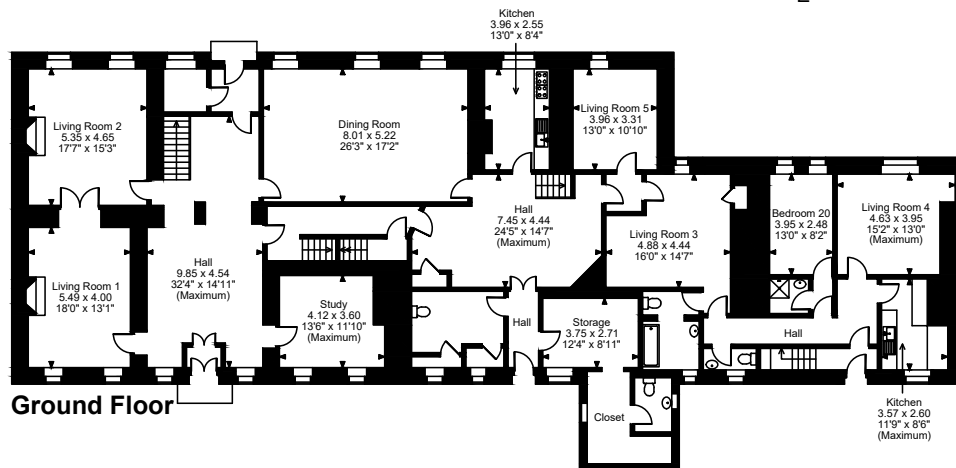 Kitchen
3.96 x 2.55
13'0" x 8'4"
Living Room 2
5.35 x 4.65
17'7" x 15'3"
Dining Room
8.01 x 5.22
26'3" x 17'2"
Living Room 5
3.96 x 3.31
13'0" x 10'10"
Hall
7.45 x 4.44
24'5" x 14'7"
(Maximum)
Living Room 3
4.88 x 4.44
16'0" x 14'7"
Bedroom 20
3.95 x 2.48
13'0" x 8'2"
Living Room 4
4.63 x 3.95
15'2" x 13'0"
(Maximum)
Living Room 1
5.49 x 4.00
18'0" x 13'1"
Hall
9.85 x 4.54
32'4" x 14'11"
(Maximum)
Study
4.12 x 3.60
13'6" x 11'10"
(Maximum)
Hall
Storage
3.75 x 2.71
12'4" x 8'11"
Hall
Ground Floor
Closet
Kitchen
3.57 x 2.60
11'9" x 8'6"
(Maximum)